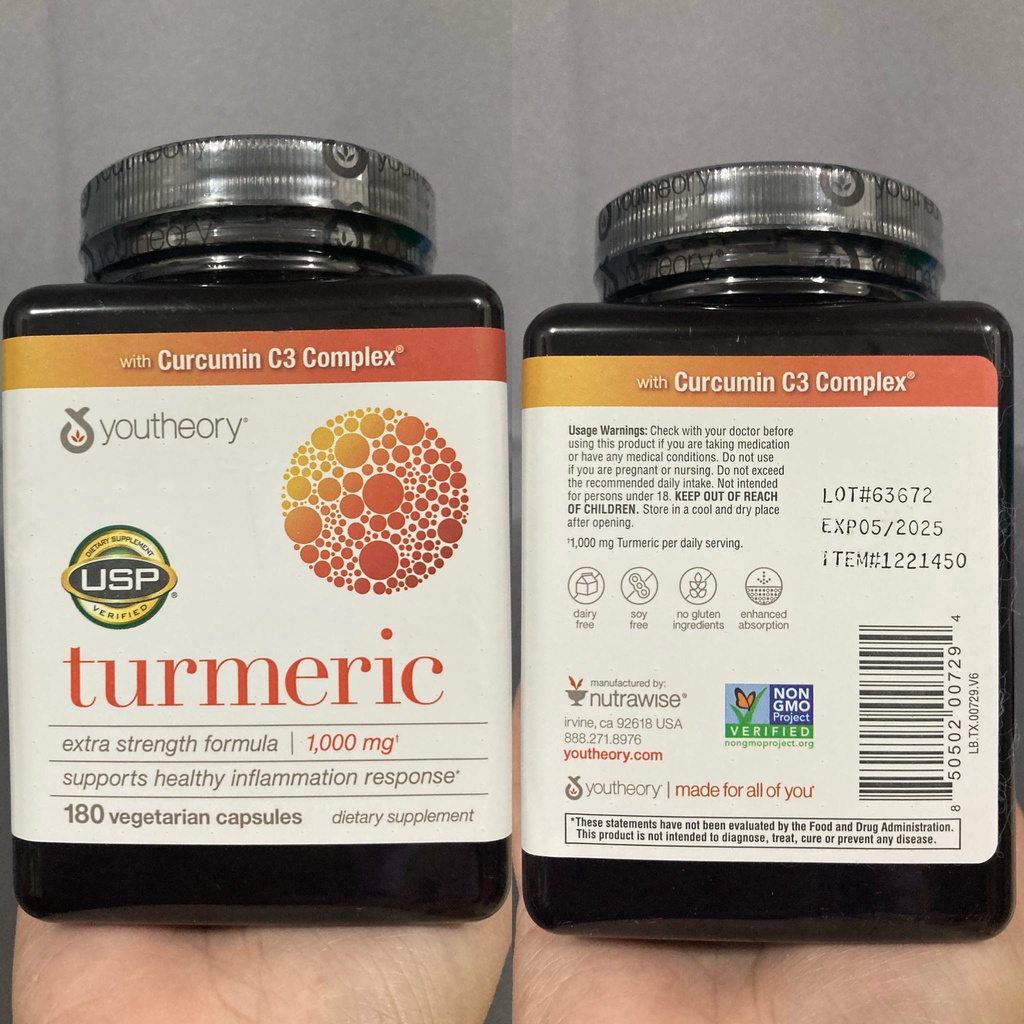 youtheory
youtheory
with Curcumin C3 Complex®
youtheory®
DIETARY SUPPLEMENT
USP
VERIFIED
®
turmeric
extra strength formula | 1,000 mg†
supports healthy inflammation response*
180 vegetarian capsules dietary supplement
youtheory
youtheory®
with Curcumin C3 Complex®
Usage Warnings: Check with your doctor before
using this product if you are taking medication
or have any medical conditions. Do not use
if you are pregnant or nursing. Do not exceed
the recommended daily intake. Not intended
for persons under 18. KEEP OUT OF REACH
OF CHILDREN. Store in a cool and dry place
after opening.
†1,000 mg Turmeric per daily serving.
LOT#63672
EXP05/2025
ITEM#1221450
dairy
free
soy
free
no gluten
ingredients
enhanced
absorption
manufactured by:
nutrawise®
irvine, ca 92618 USA
888.271.8976
youtheory.com
NON
GMO
Project
VERIFIED
nongmoproject.org
youtheory | made for all of you*
8 50502 00729 4
LB.TX.00729.V6
*These statements have not been evaluated by the Food and Drug Administration.
This product is not intended to diagnose, treat, cure or prevent any disease.